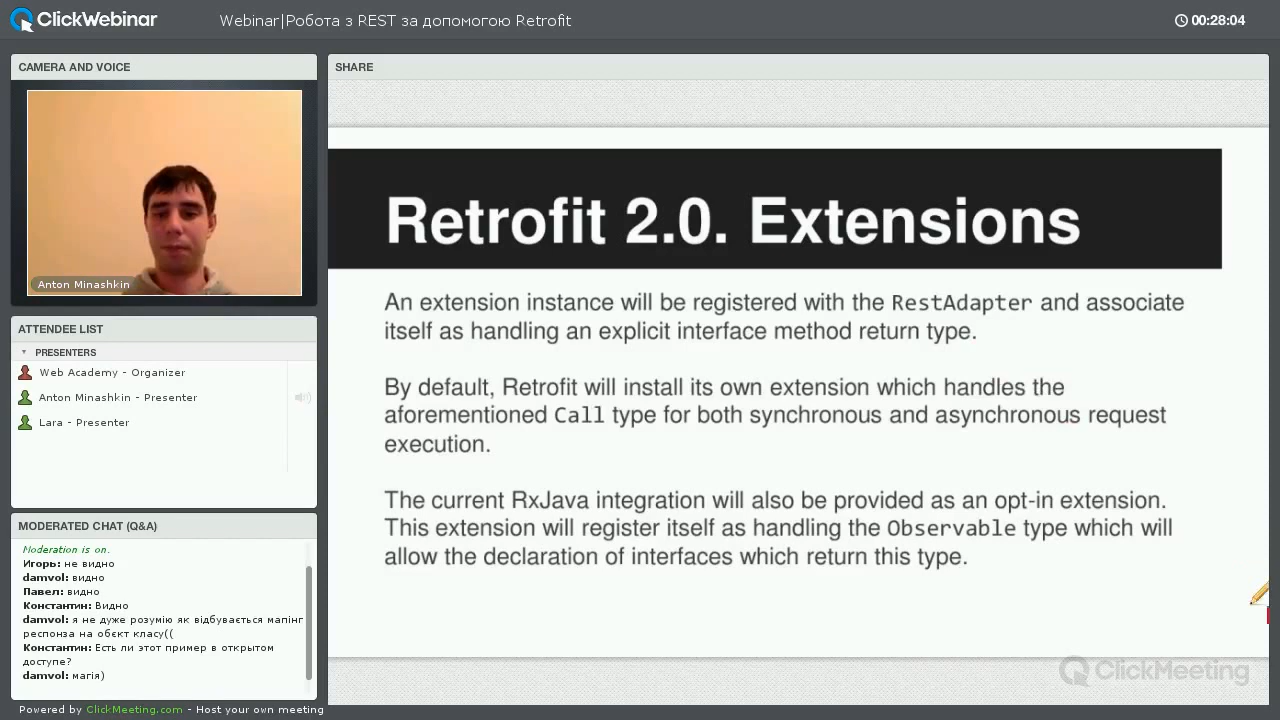 ClickWebinar
Webinar|Робота з REST за допомогою Retrofit
00:28:04
CAMERA AND VOICE
Anton Minashkin
ATTENDEE LIST
PRESENTERS
Web Academy - Organizer
Anton Minashkin - Presenter
Lara - Presenter
MODERATED CHAT (Q&A)
Moderation is on.
Игорь: не видно
damvol: видно
Павел: видно
Константин: Видно
damvol: я не дуже розумію як відбувається мапінг
респонза на обєкт класу((
Константин: Есть ли этот пример в открытом
доступе?
damvol: магія)
Powered by ClickMeeting.com - Host your own meeting
SHARE
Retrofit 2.0. Extensions
An extension instance will be registered with the RestAdapter and associate
itself as handling an explicit interface method return type.
By default, Retrofit will install its own extension which handles the
aforementioned Call type for both synchronous and asynchronous request
execution.
The current RxJava integration will also be provided as an opt-in extension.
This extension will register itself as handling the Observable type which will
allow the declaration of interfaces which return this type.
ClickMeeting